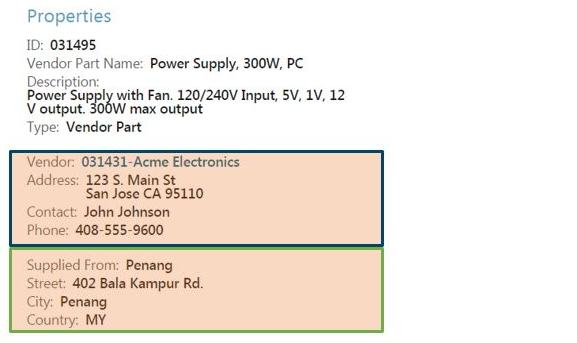 Properties
ID: 031495
Vendor Part Name: Power Supply, 300W, PC
Description:
Power Supply with Fan. 120/240V Input, 5V, 1V, 12
V output. 300W max output
Type: Vendor Part
Vendor: 031431-Acme Electronics
Address: 123 S. Main St
San Jose CA 95110
Contact: John Johnson
Phone: 408-555-9600
Supplied From: Penang
Street: 402 Bala Kampur Rd.
City: Penang
Country: MY